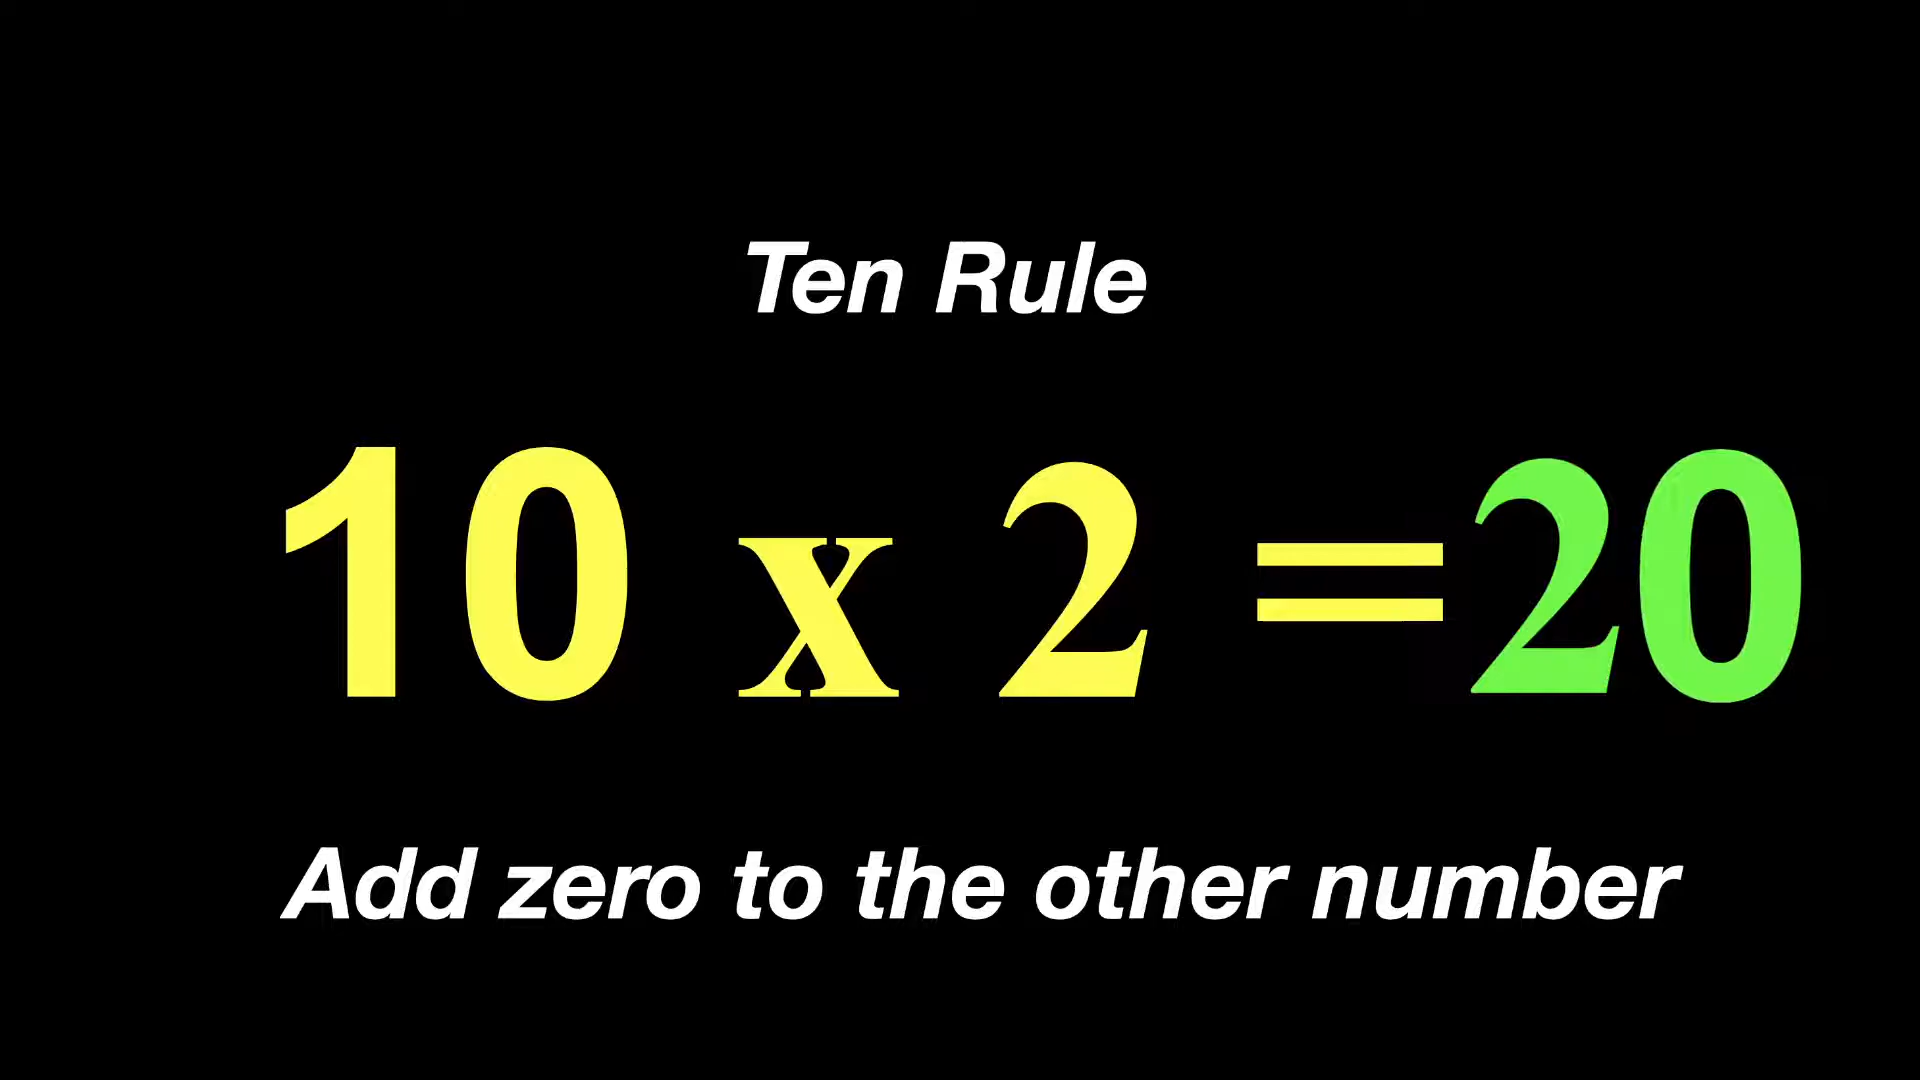 Ten Rule
10 x 2 =20
Add zero to the other number